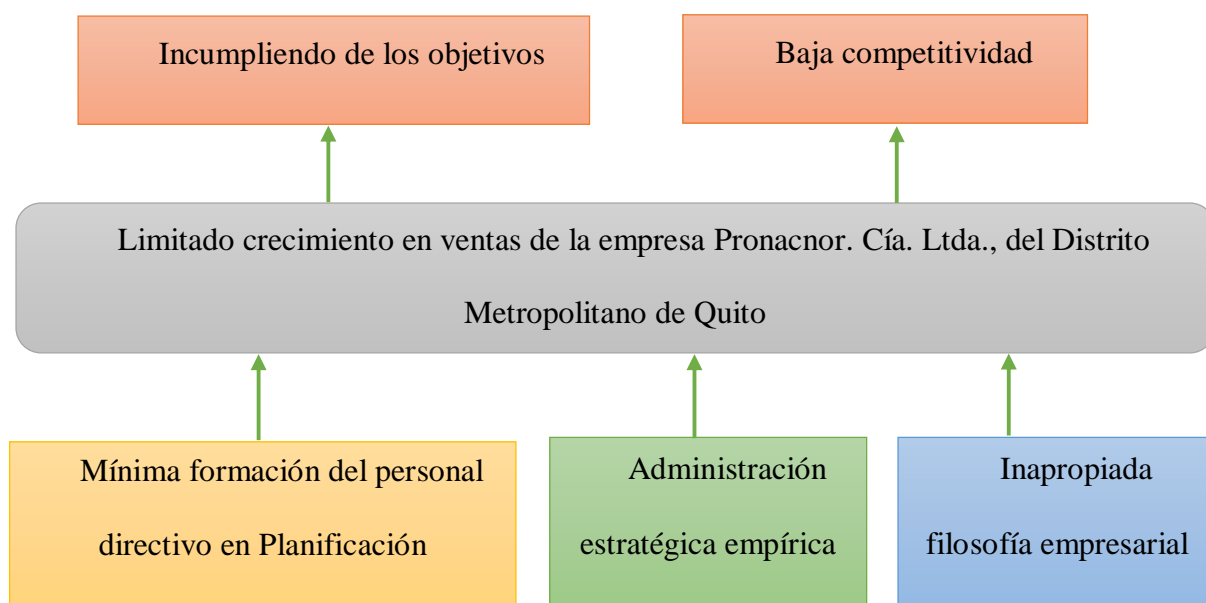 Incumpliendo de los objetivos
Baja competitividad
Limitado crecimiento en ventas de la empresa Pronacnor. Cía. Ltda., del Distrito
Metropolitano de Quito
Mínima formación del personal
directivo en Planificación
Administración
estratégica empírica
Inapropiada
filosofía empresarial